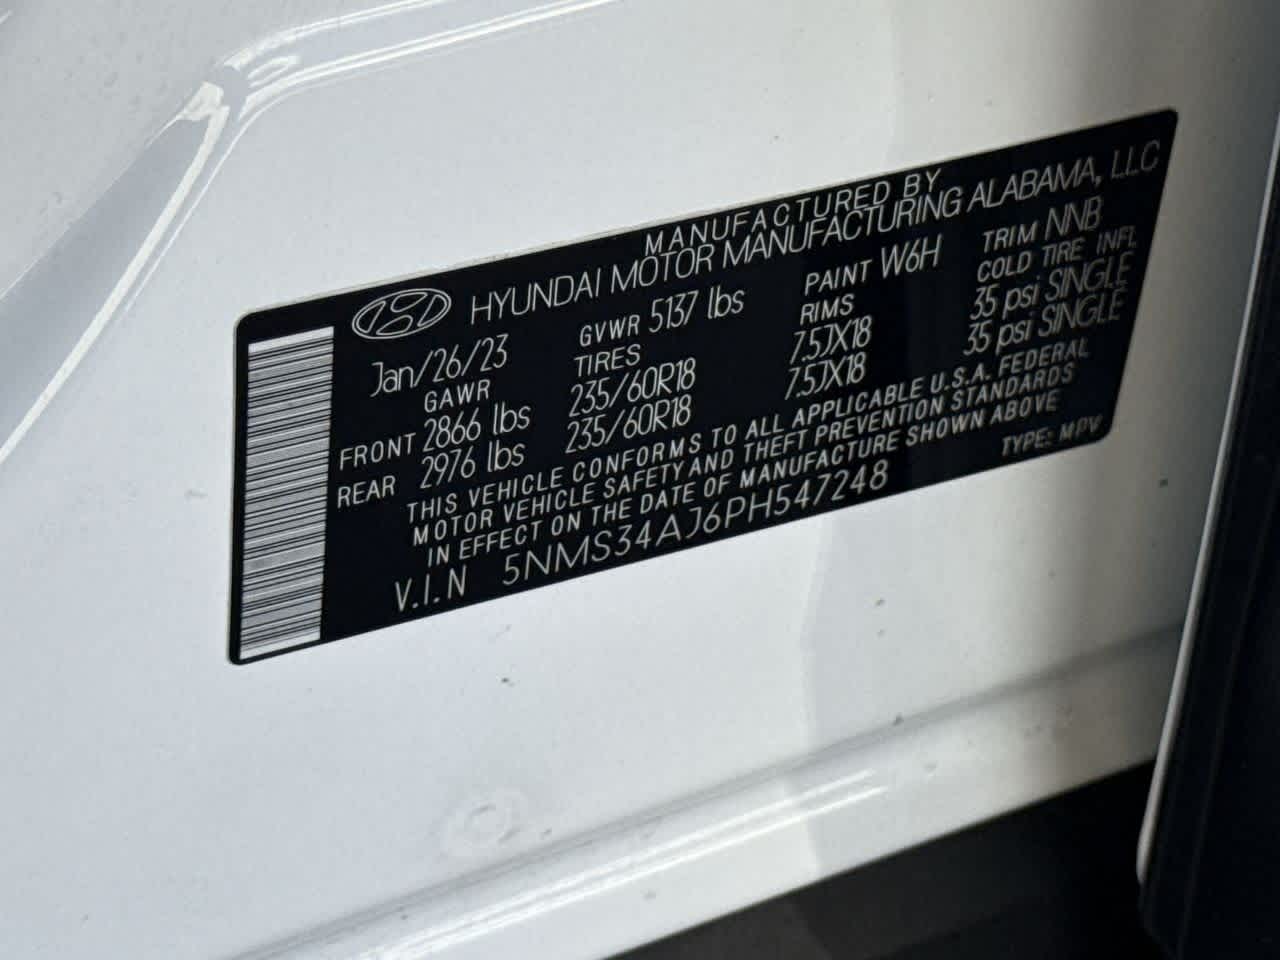 MANUFACTURED BY
HYUNDAI MOTOR MANUFACTURING ALABAMA, LLC
Jan/26/23 GVWR 5137 lbs PAINT W6H TRIM NNB
GAWR TIRES RIMS COLD TIRE INFL
FRONT 2866 lbs 235/60R18 7.5JX18 35 psi SINGLE
REAR 2976 lbs 235/60R18 7.5JX18 35 psi SINGLE
THIS VEHICLE CONFORMS TO ALL APPLICABLE U.S.A. FEDERAL
MOTOR VEHICLE SAFETY AND THEFT PREVENTION STANDARDS
IN EFFECT ON THE DATE OF MANUFACTURE SHOWN ABOVE
V.I.N 5NMS34AJ6PH547248 TYPE: MPV